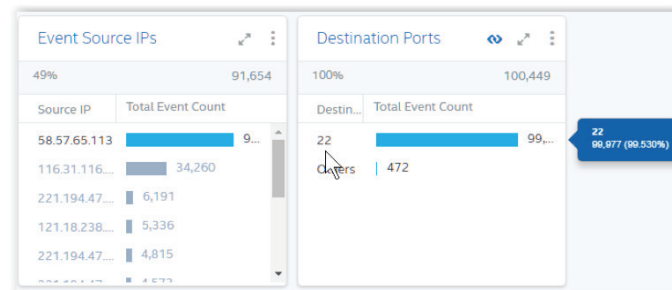 Event Source IPs
49% 91,654
Source IP Total Event Count
58.57.65.113 9...
116.31.116.... 34,260
221.194.47.... 6,191
121.18.238.... 5,336
221.194.47.... 4,815
Destination Ports
100% 100,449
Destin... Total Event Count
22 99,...
Others 472
22
99,977 (99.530%)